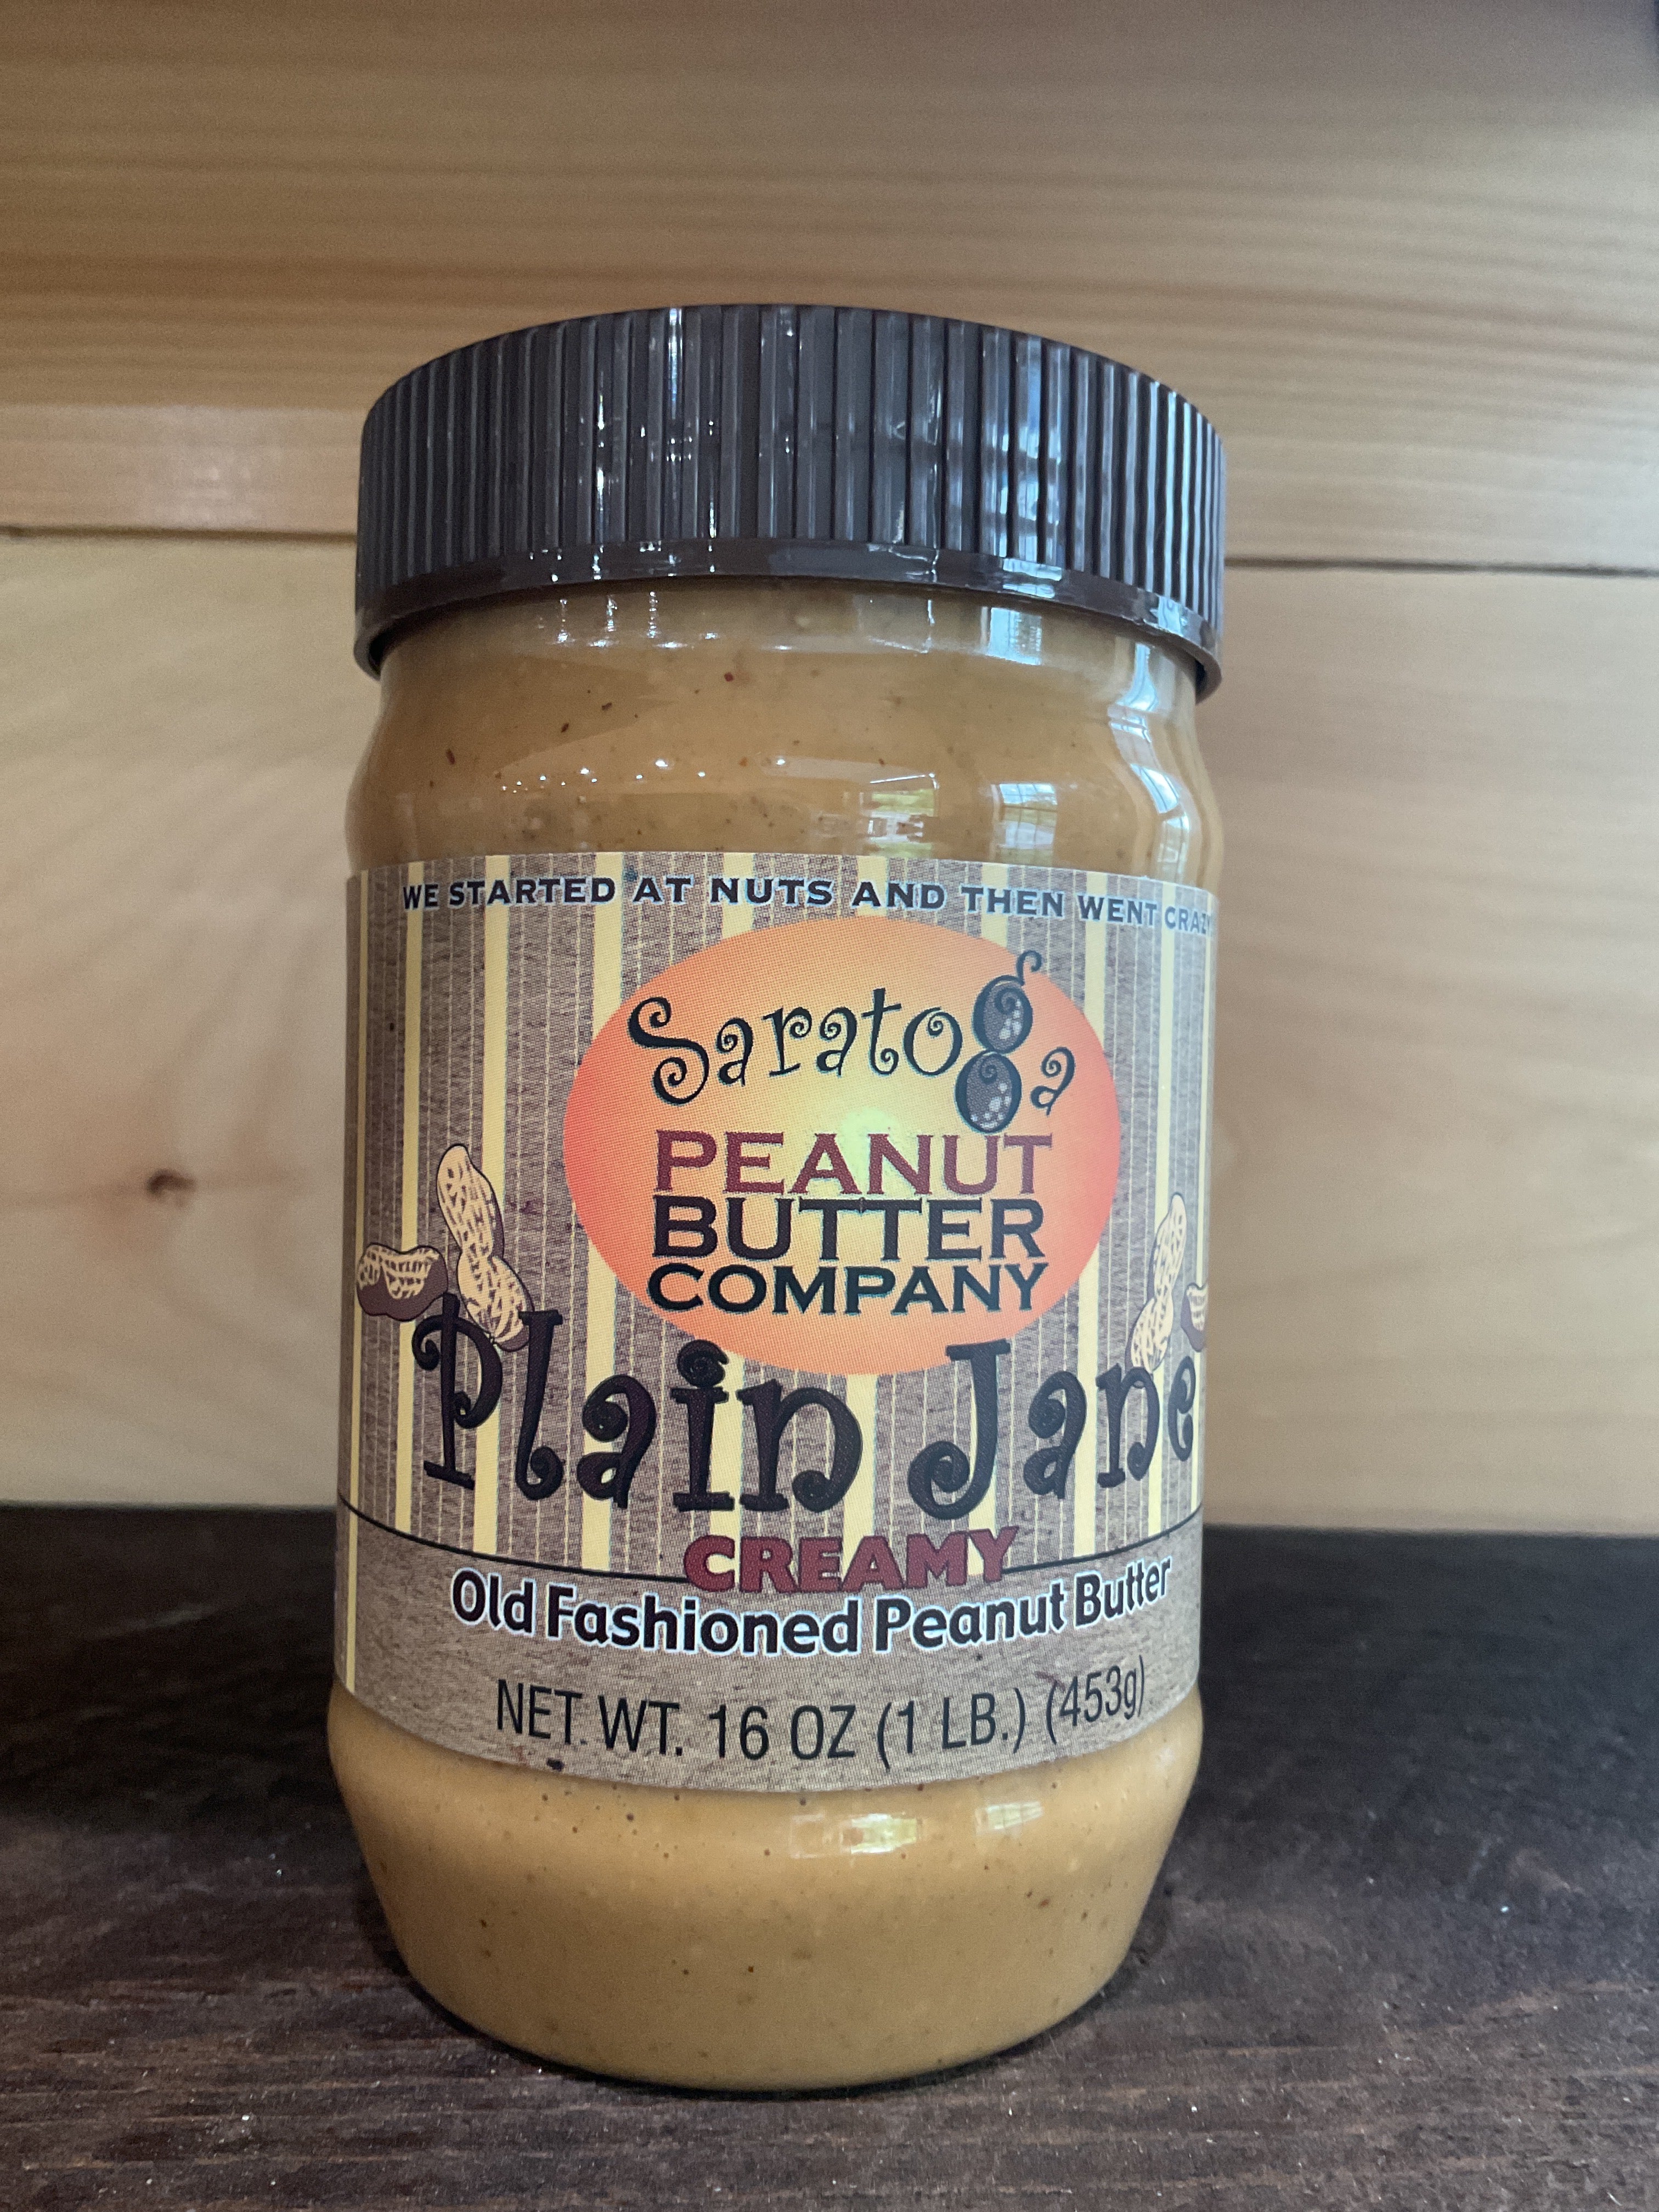 WE STARTED AT NUTS AND THEN WENT
Saratoga
PEANUT
BUTTER
COMPANY
Plain Jane
CREAMY
Old Fashioned Peanut Butter
NET WT. 16 OZ (1 LB.) (453g)